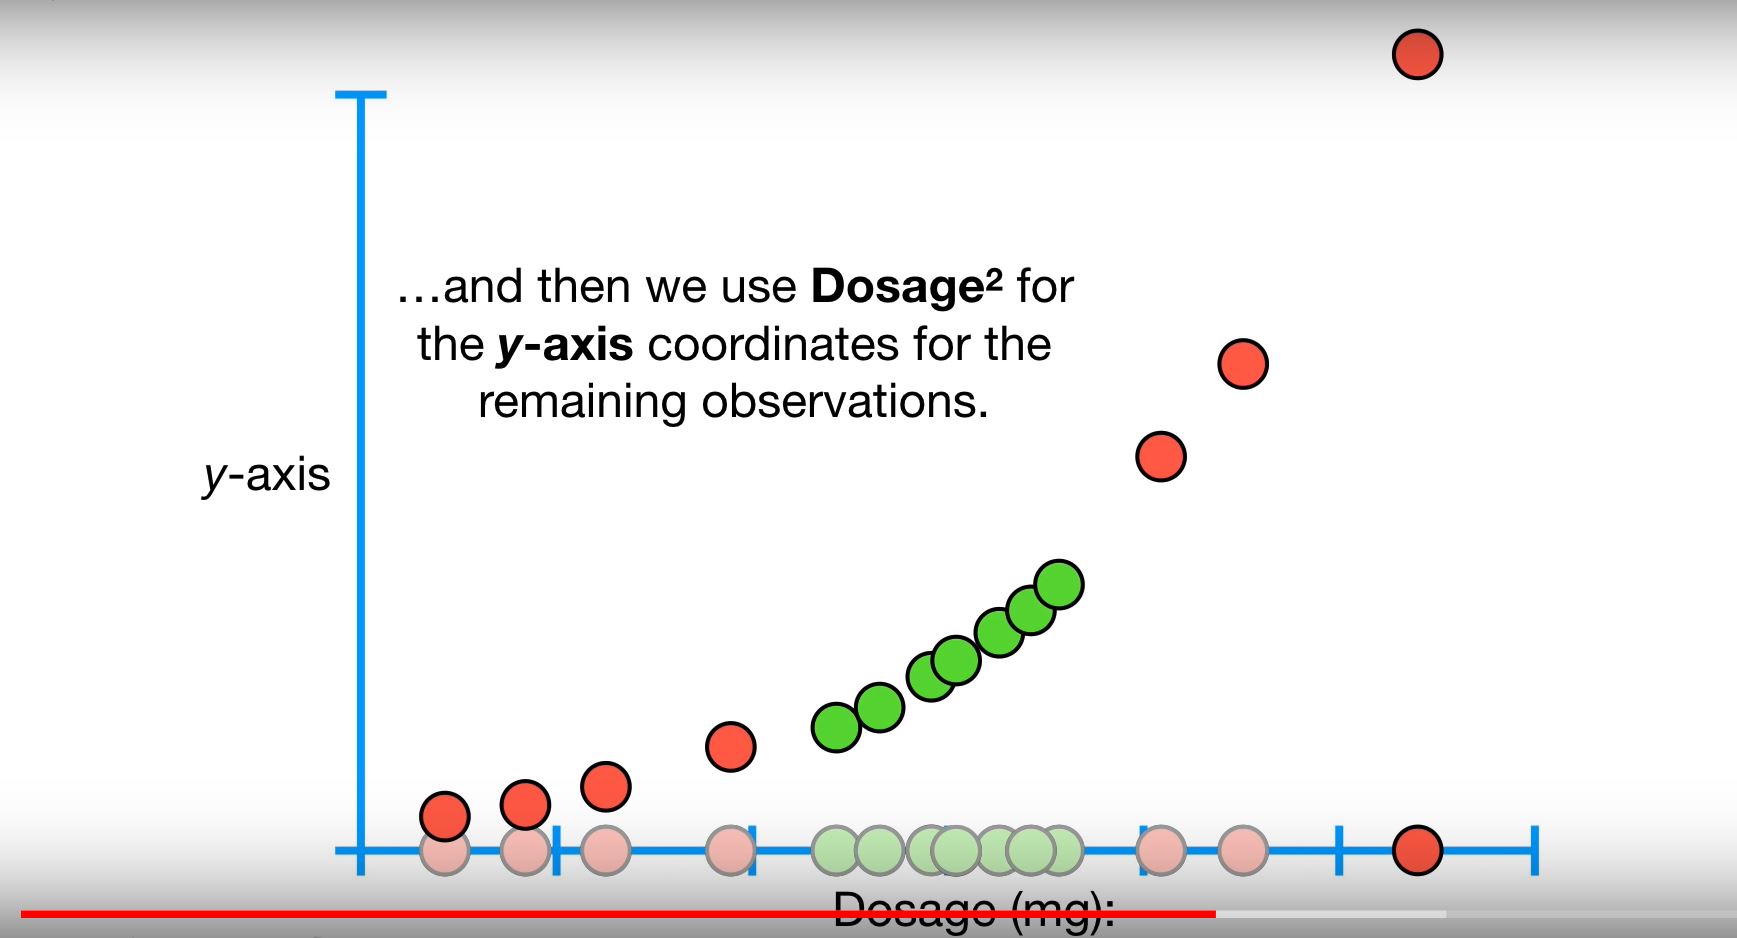 …and then we use Dosage² for
the y-axis coordinates for the
remaining observations.
y-axis
Dosage (mg):